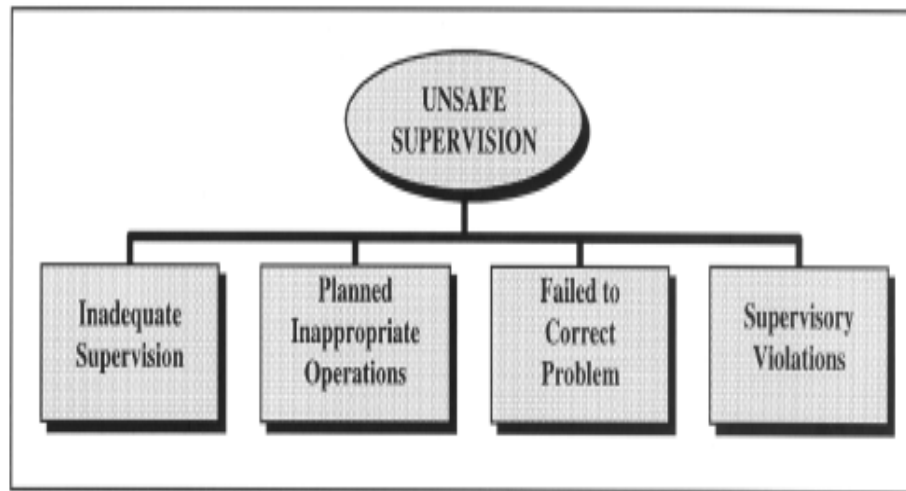 UNSAFE
SUPERVISION
Inadequate
Supervision
Planned
Inappropriate
Operations
Failed to
Correct
Problem
Supervisory
Violations